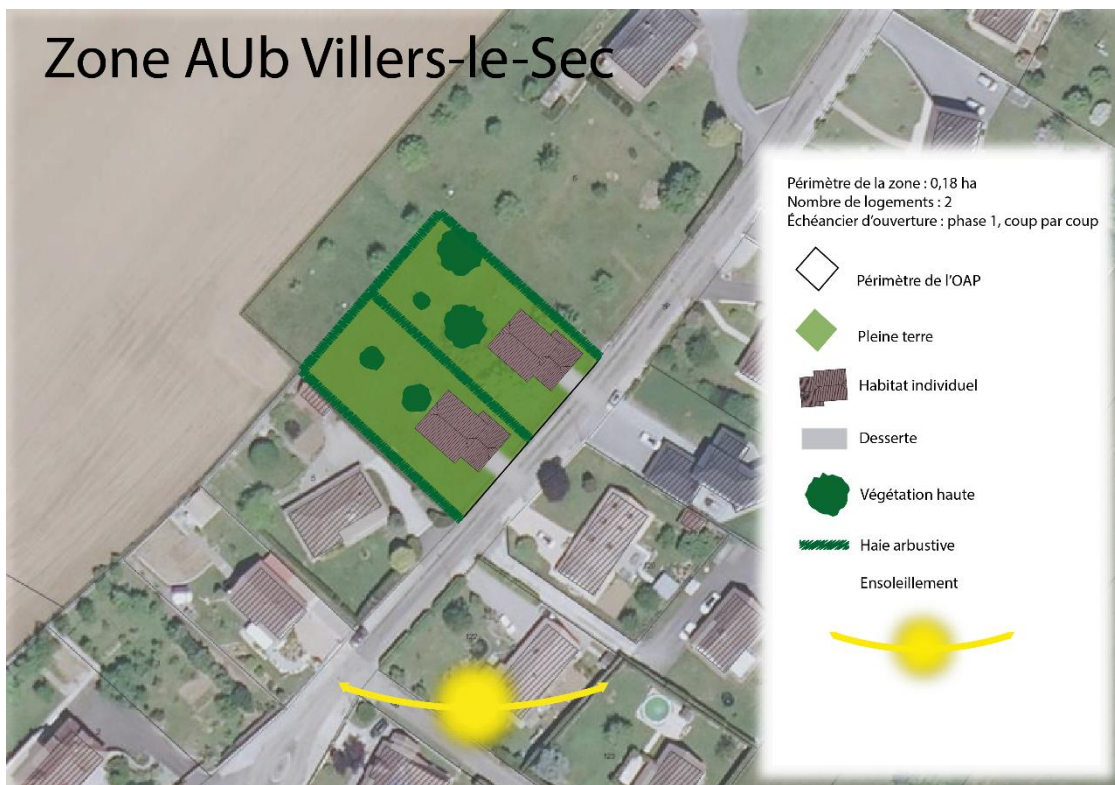 Zone AUb Villers-le-Sec
Périmètre de la zone : 0,18 ha
Nombre de logements : 2
Échéancier d'ouverture : phase 1, coup par coup
Périmètre de l'OAP
Pleine terre
Habitat individuel
Desserte
Végétation haute
Haie arbustive
Ensoleillement